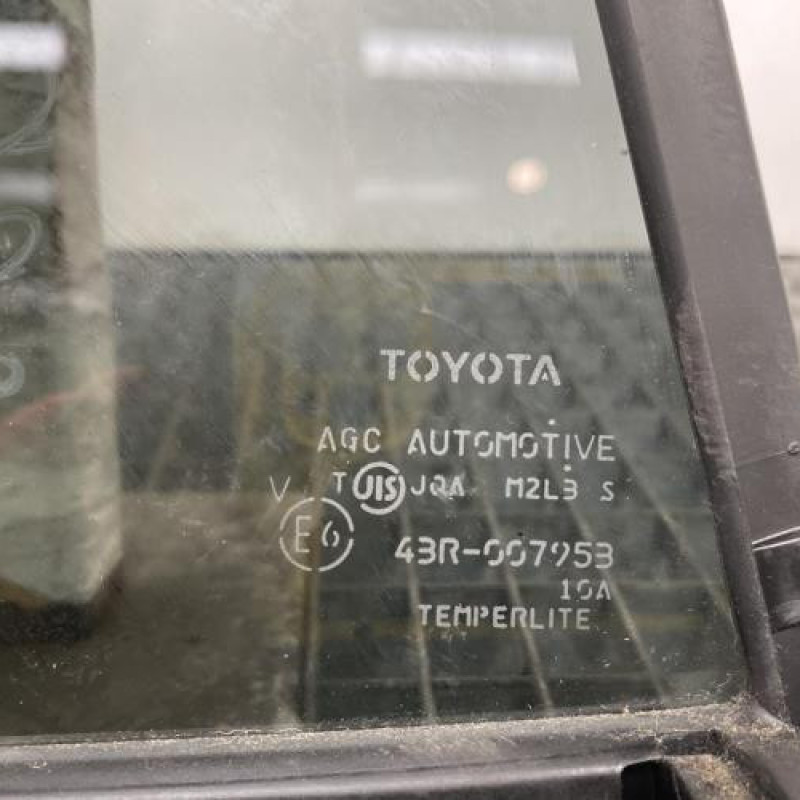 TOYOTA
AGC AUTOMOTIVE
V T JIS JQA M2L3 S
E6 43R-007953
10A
TEMPERLITE